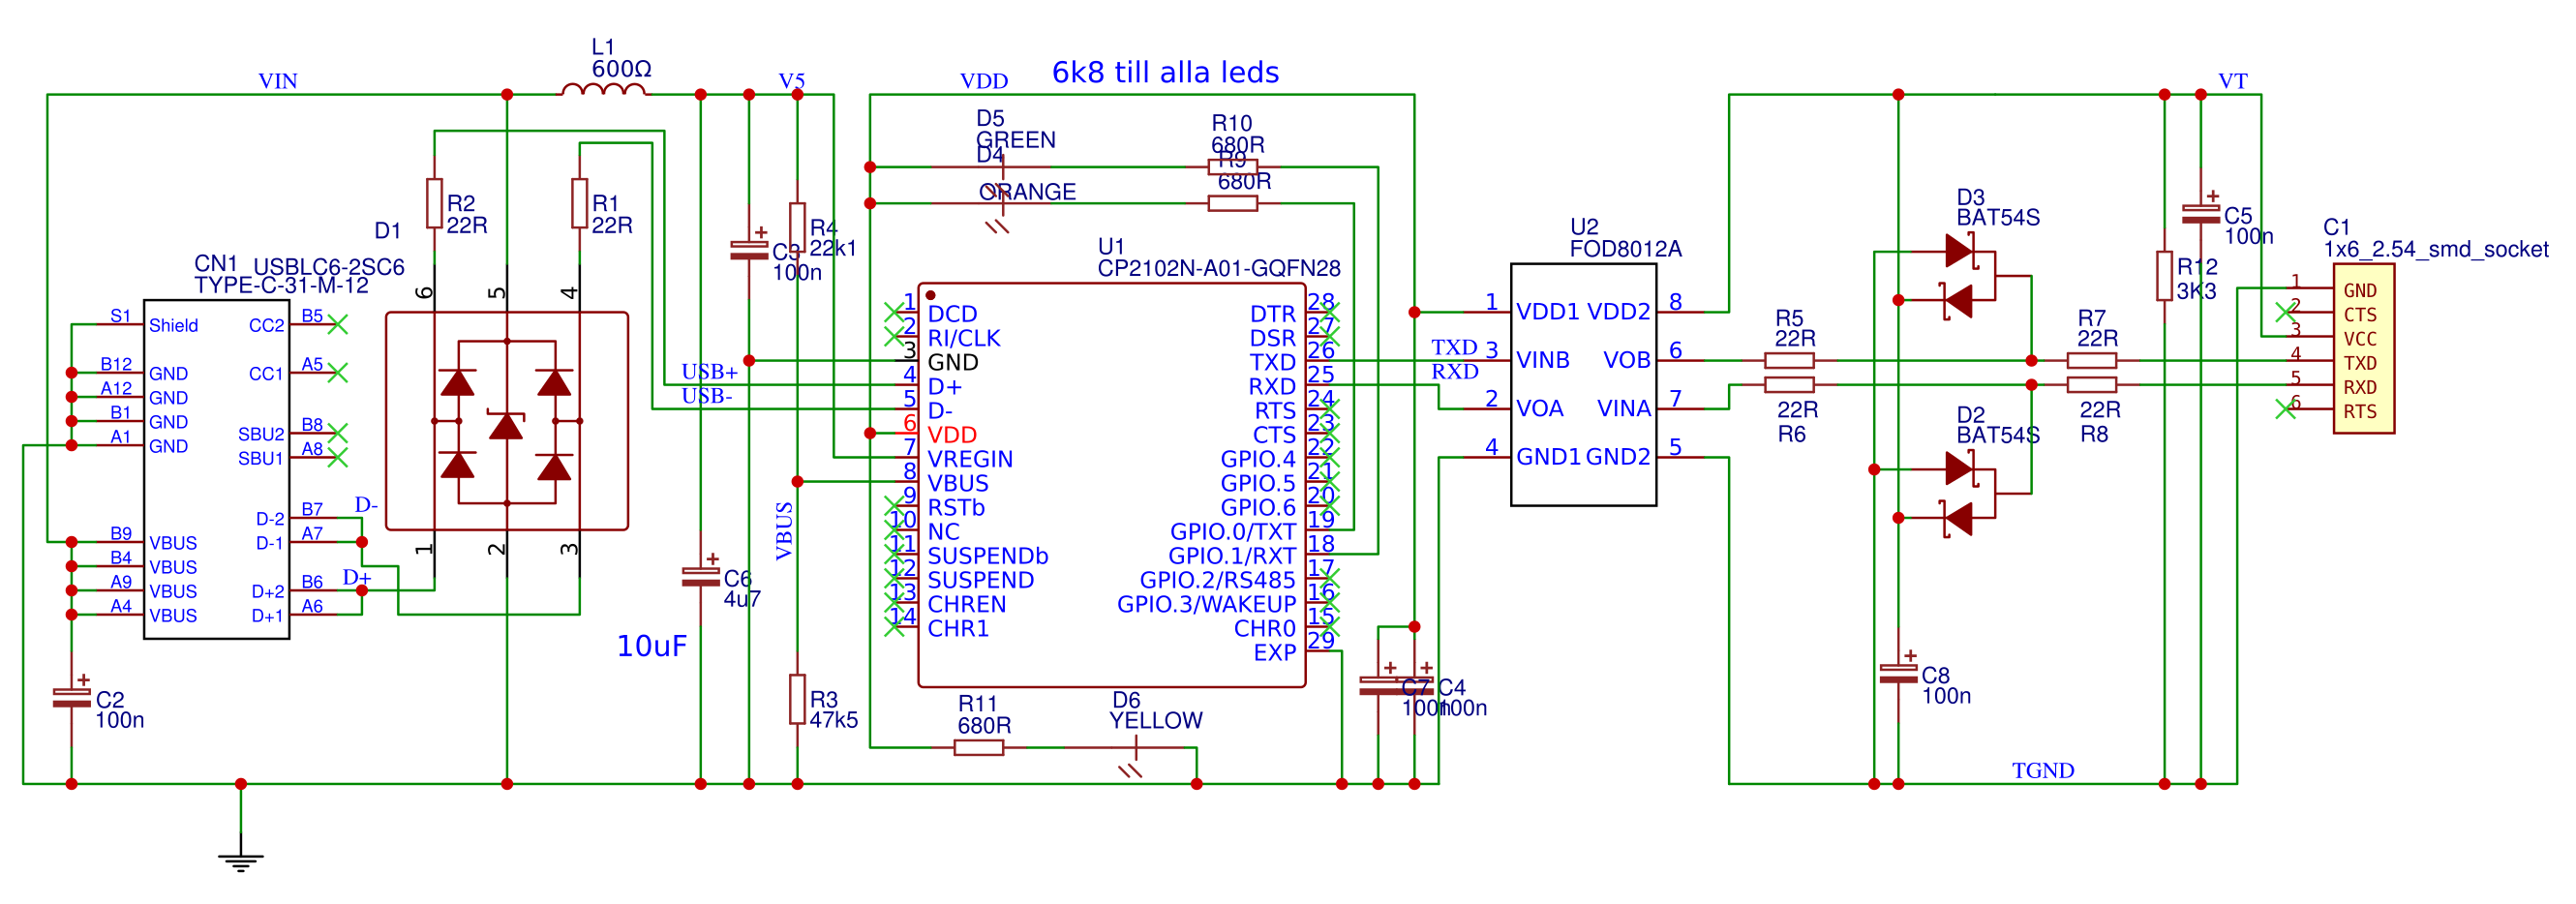 VIN
L1
600Ω
V5
VDD
6k8 till alla leds
VT
D5
GREEN
D4
ORANGE
R10
680R
R9
680R
R2
22R
R1
22R
D1
USBLC6-2SC6
CN1
TYPE-C-31-M-12
6
5
4
1
2
3
S1 Shield
B12 GND
A12 GND
B1 GND
A1 GND
B9 VBUS
B4 VBUS
A9 VBUS
A4 VBUS
CC2 B5
CC1 A5
SBU2 B8
SBU1 A8
D-2 B7
D-1 A7
D+2 B6
D+1 A6
D-
D+
C2
100n
USB+
USB-
C3
100n
R4
22k1
C6
4u7
10uF
VBUS
R3
47k5
U1
CP2102N-A01-GQFN28
1 DCD
2 RI/CLK
3 GND
4 D+
5 D-
6 VDD
7 VREGIN
8 VBUS
9 RSTb
10 NC
11 SUSPENDb
12 SUSPEND
13 CHREN
14 CHR1
DTR 28
DSR 27
TXD 26
RXD 25
RTS 24
CTS 23
GPIO.4 22
GPIO.5 21
GPIO.6 20
GPIO.0/TXT 19
GPIO.1/RXT 18
GPIO.2/RS485 17
GPIO.3/WAKEUP 16
CHR0 15
EXP 29
R11
680R
D6
YELLOW
C7
100n
C4
100n
TXD
RXD
U2
FOD8012A
1 VDD1 VDD2 8
3 VINB VOB 6
2 VOA VINA 7
4 GND1 GND2 5
R5
22R
22R
R6
D3
BAT54S
D2
BAT54S
R7
22R
22R
R8
C8
100n
R12
3K3
C5
100n
TGND
C1
1x6_2.54_smd_socket
1 GND
2 CTS
3 VCC
4 TXD
5 RXD
6 RTS